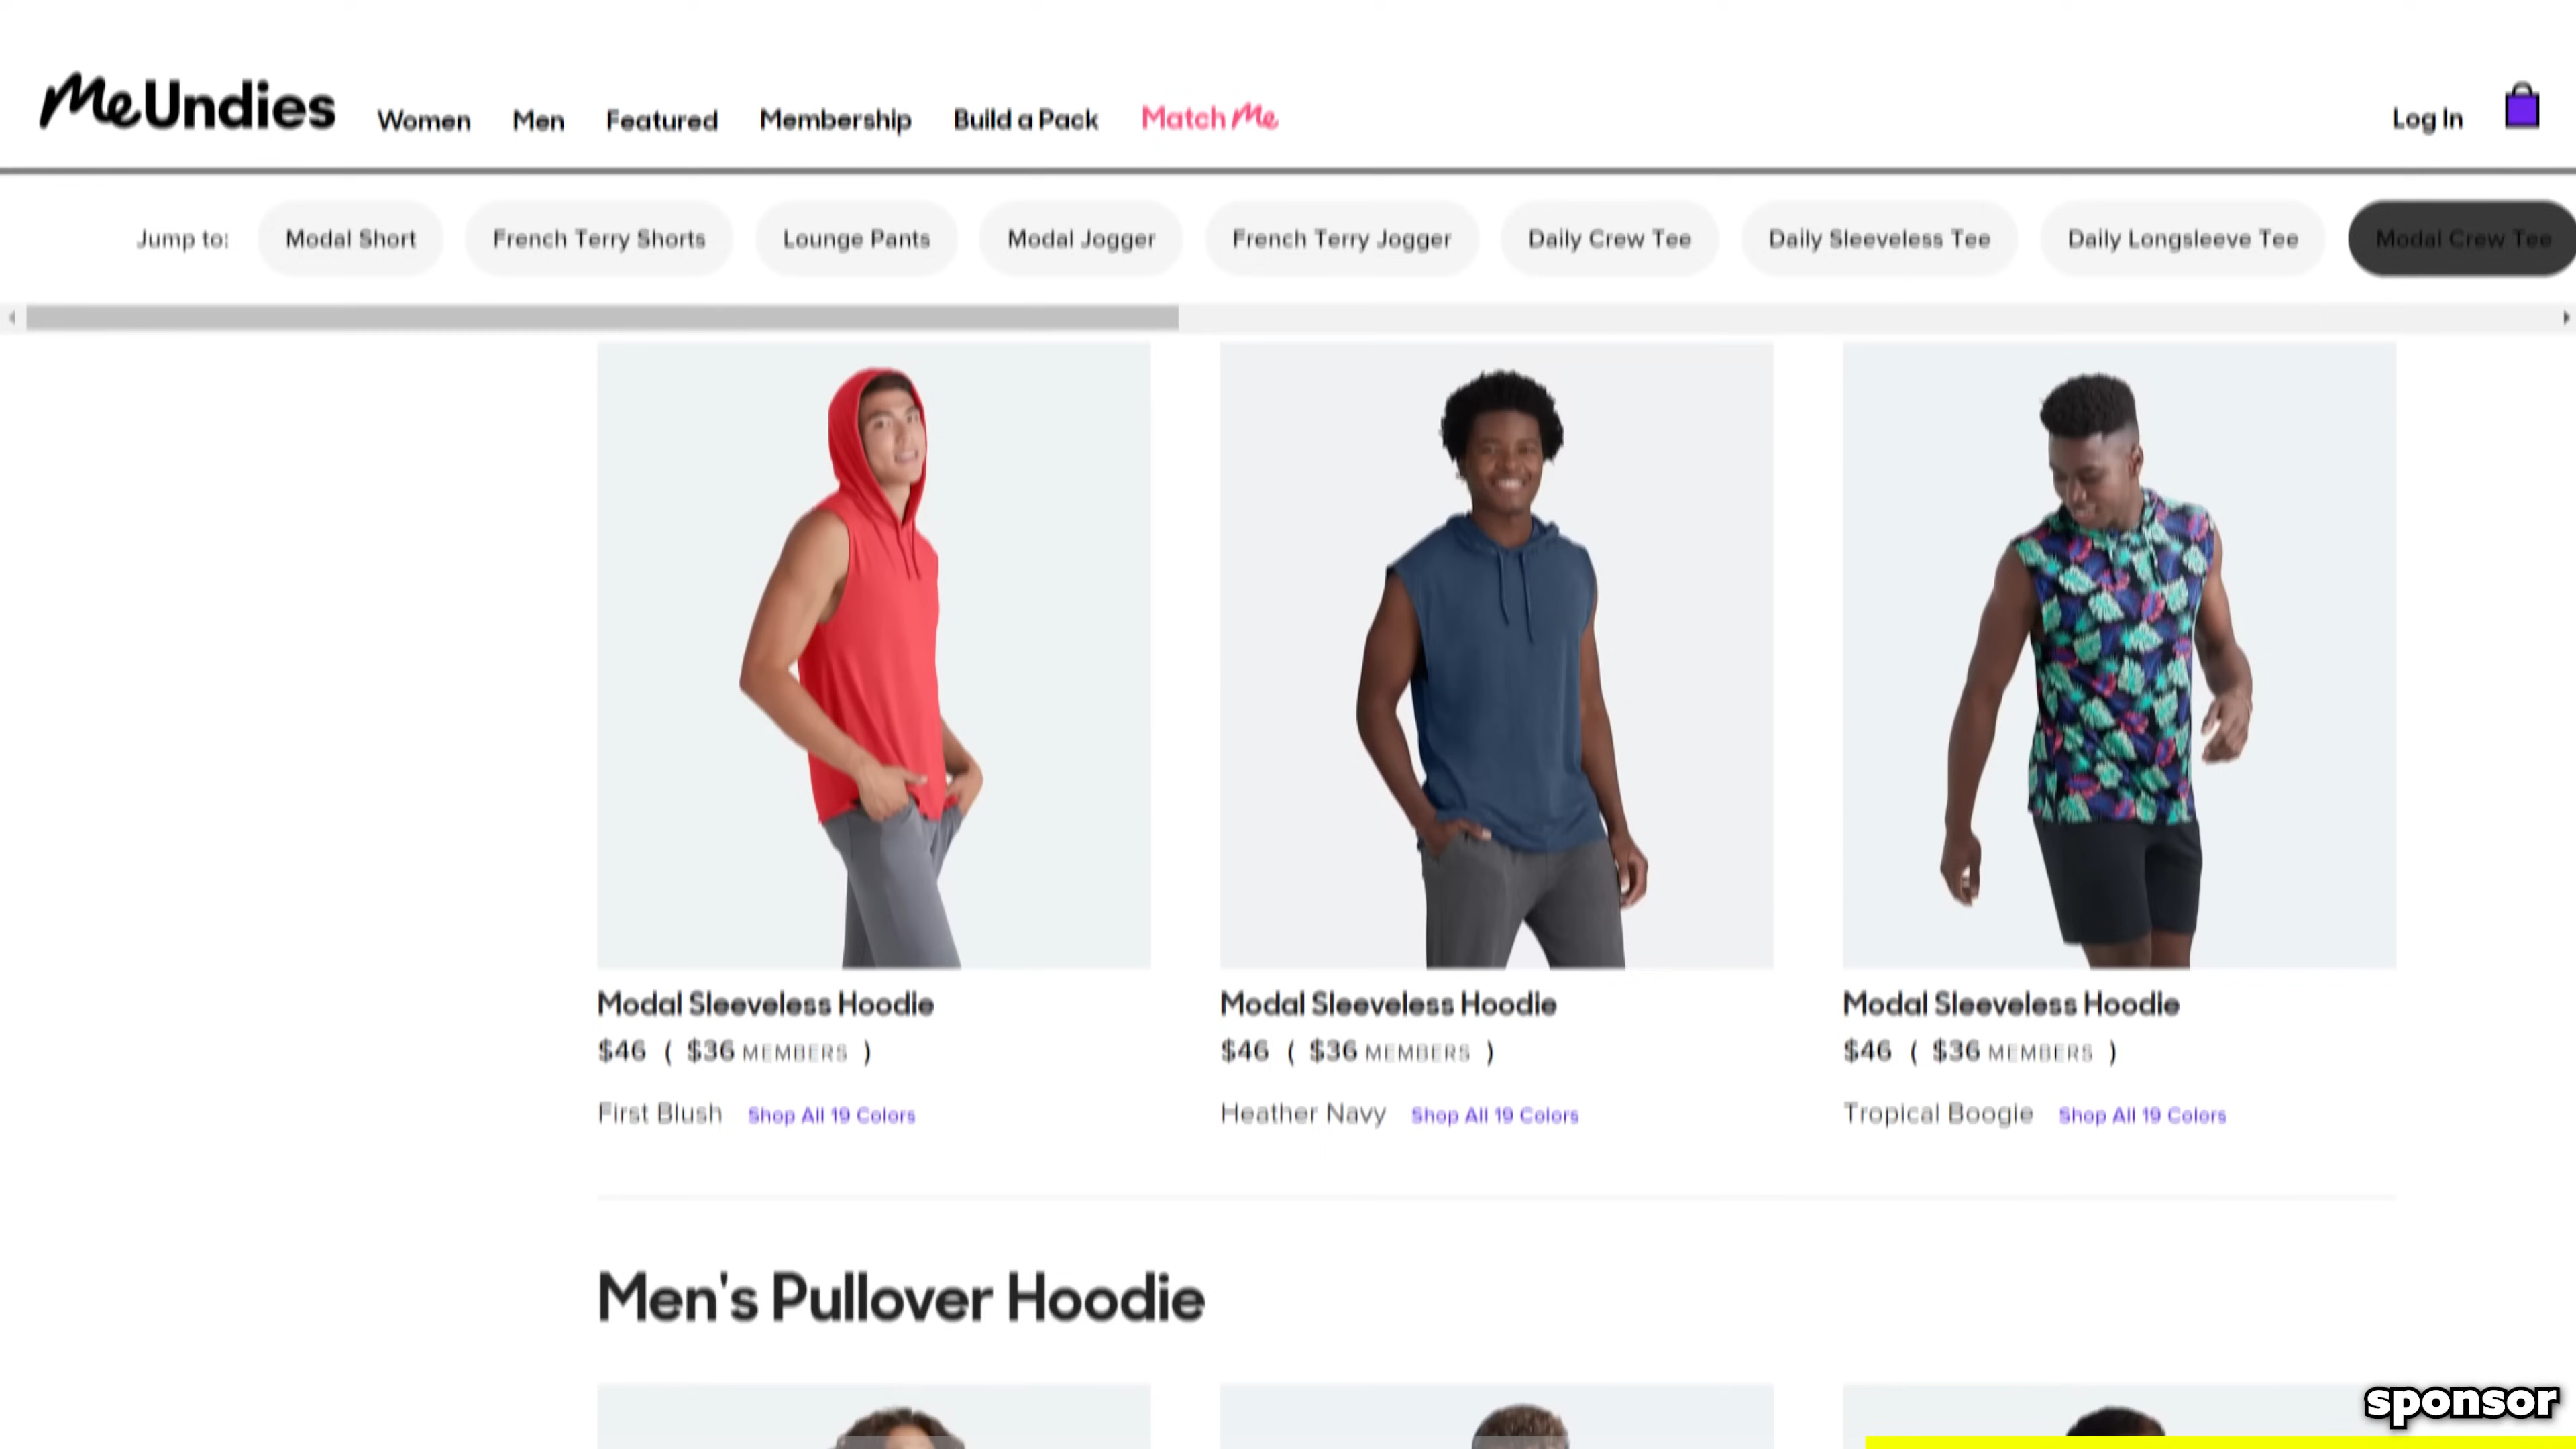 MeUndies Women Men Featured Membership Build a Pack Match Me Log In
Jump to: Modal Short French Terry Shorts Lounge Pants Modal Jogger French Terry Jogger Daily Crew Tee Daily Sleeveless Tee Daily Longsleeve Tee Modal Crew Tee
Modal Sleeveless Hoodie
$46 ( $36 MEMBERS )
First Blush Shop All 19 Colors
Modal Sleeveless Hoodie
$46 ( $36 MEMBERS )
Heather Navy Shop All 19 Colors
Modal Sleeveless Hoodie
$46 ( $36 MEMBERS )
Tropical Boogie Shop All 19 Colors
Men's Pullover Hoodie
sponsor